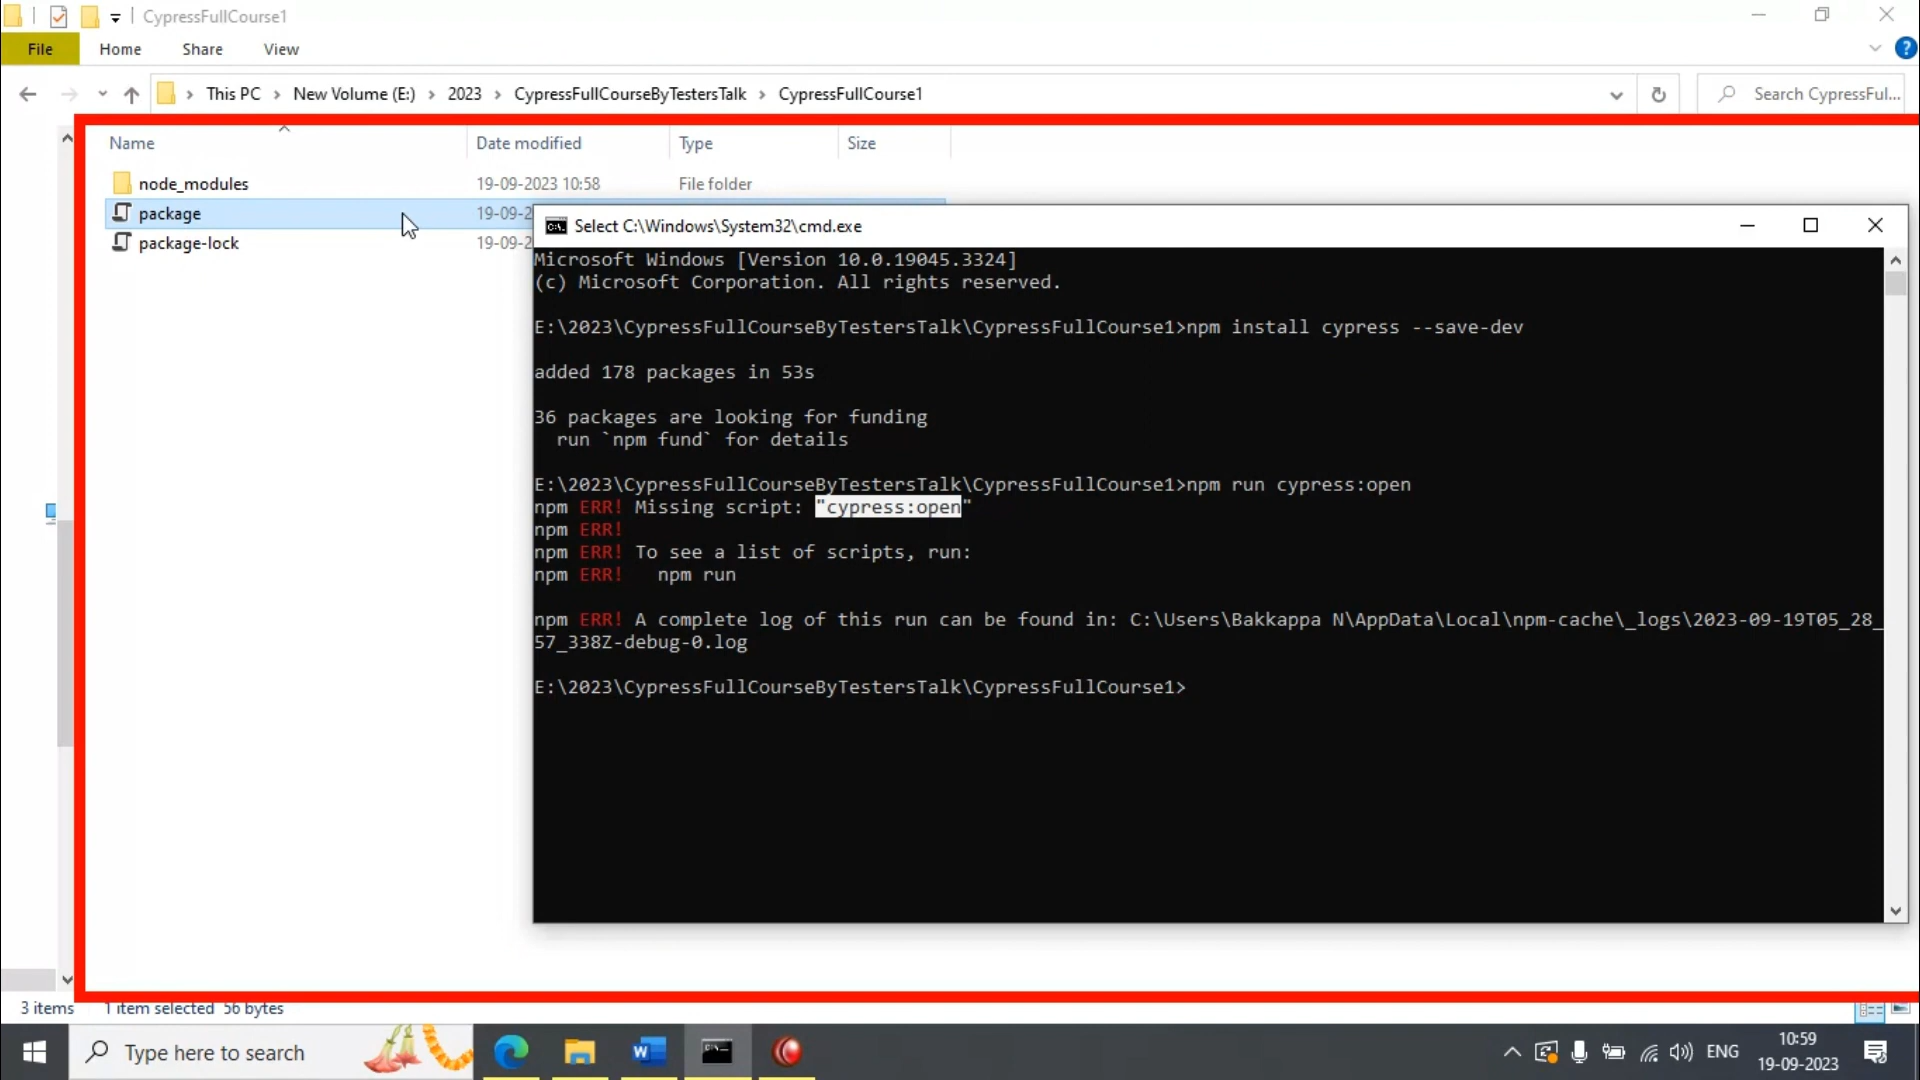 CypressFullCourse1
File Home Share View
This PC New Volume (E:) 2023 CypressFullCourseByTestersTalk CypressFullCourse1
Search CypressFul...
Name Date modified Type Size
node_modules 19-09-2023 10:58 File folder
package 19-09-2
package-lock 19-09-2
Select C:\Windows\System32\cmd.exe
Microsoft Windows [Version 10.0.19045.3324]
(c) Microsoft Corporation. All rights reserved.
E:\2023\CypressFullCourseByTestersTalk\CypressFullCourse1>npm install cypress --save-dev
added 178 packages in 53s
36 packages are looking for funding
run `npm fund` for details
E:\2023\CypressFullCourseByTestersTalk\CypressFullCourse1>npm run cypress:open
npm ERR! Missing script: "cypress:open"
npm ERR!
npm ERR! To see a list of scripts, run:
npm ERR! npm run
npm ERR! A complete log of this run can be found in: C:\Users\Bakkappa N\AppData\Local\npm-cache\_logs\2023-09-19T05_28_
57_338Z-debug-0.log
E:\2023\CypressFullCourseByTestersTalk\CypressFullCourse1>
3 items 1 item selected 56 bytes
Type here to search
ENG
10:59
19-09-2023